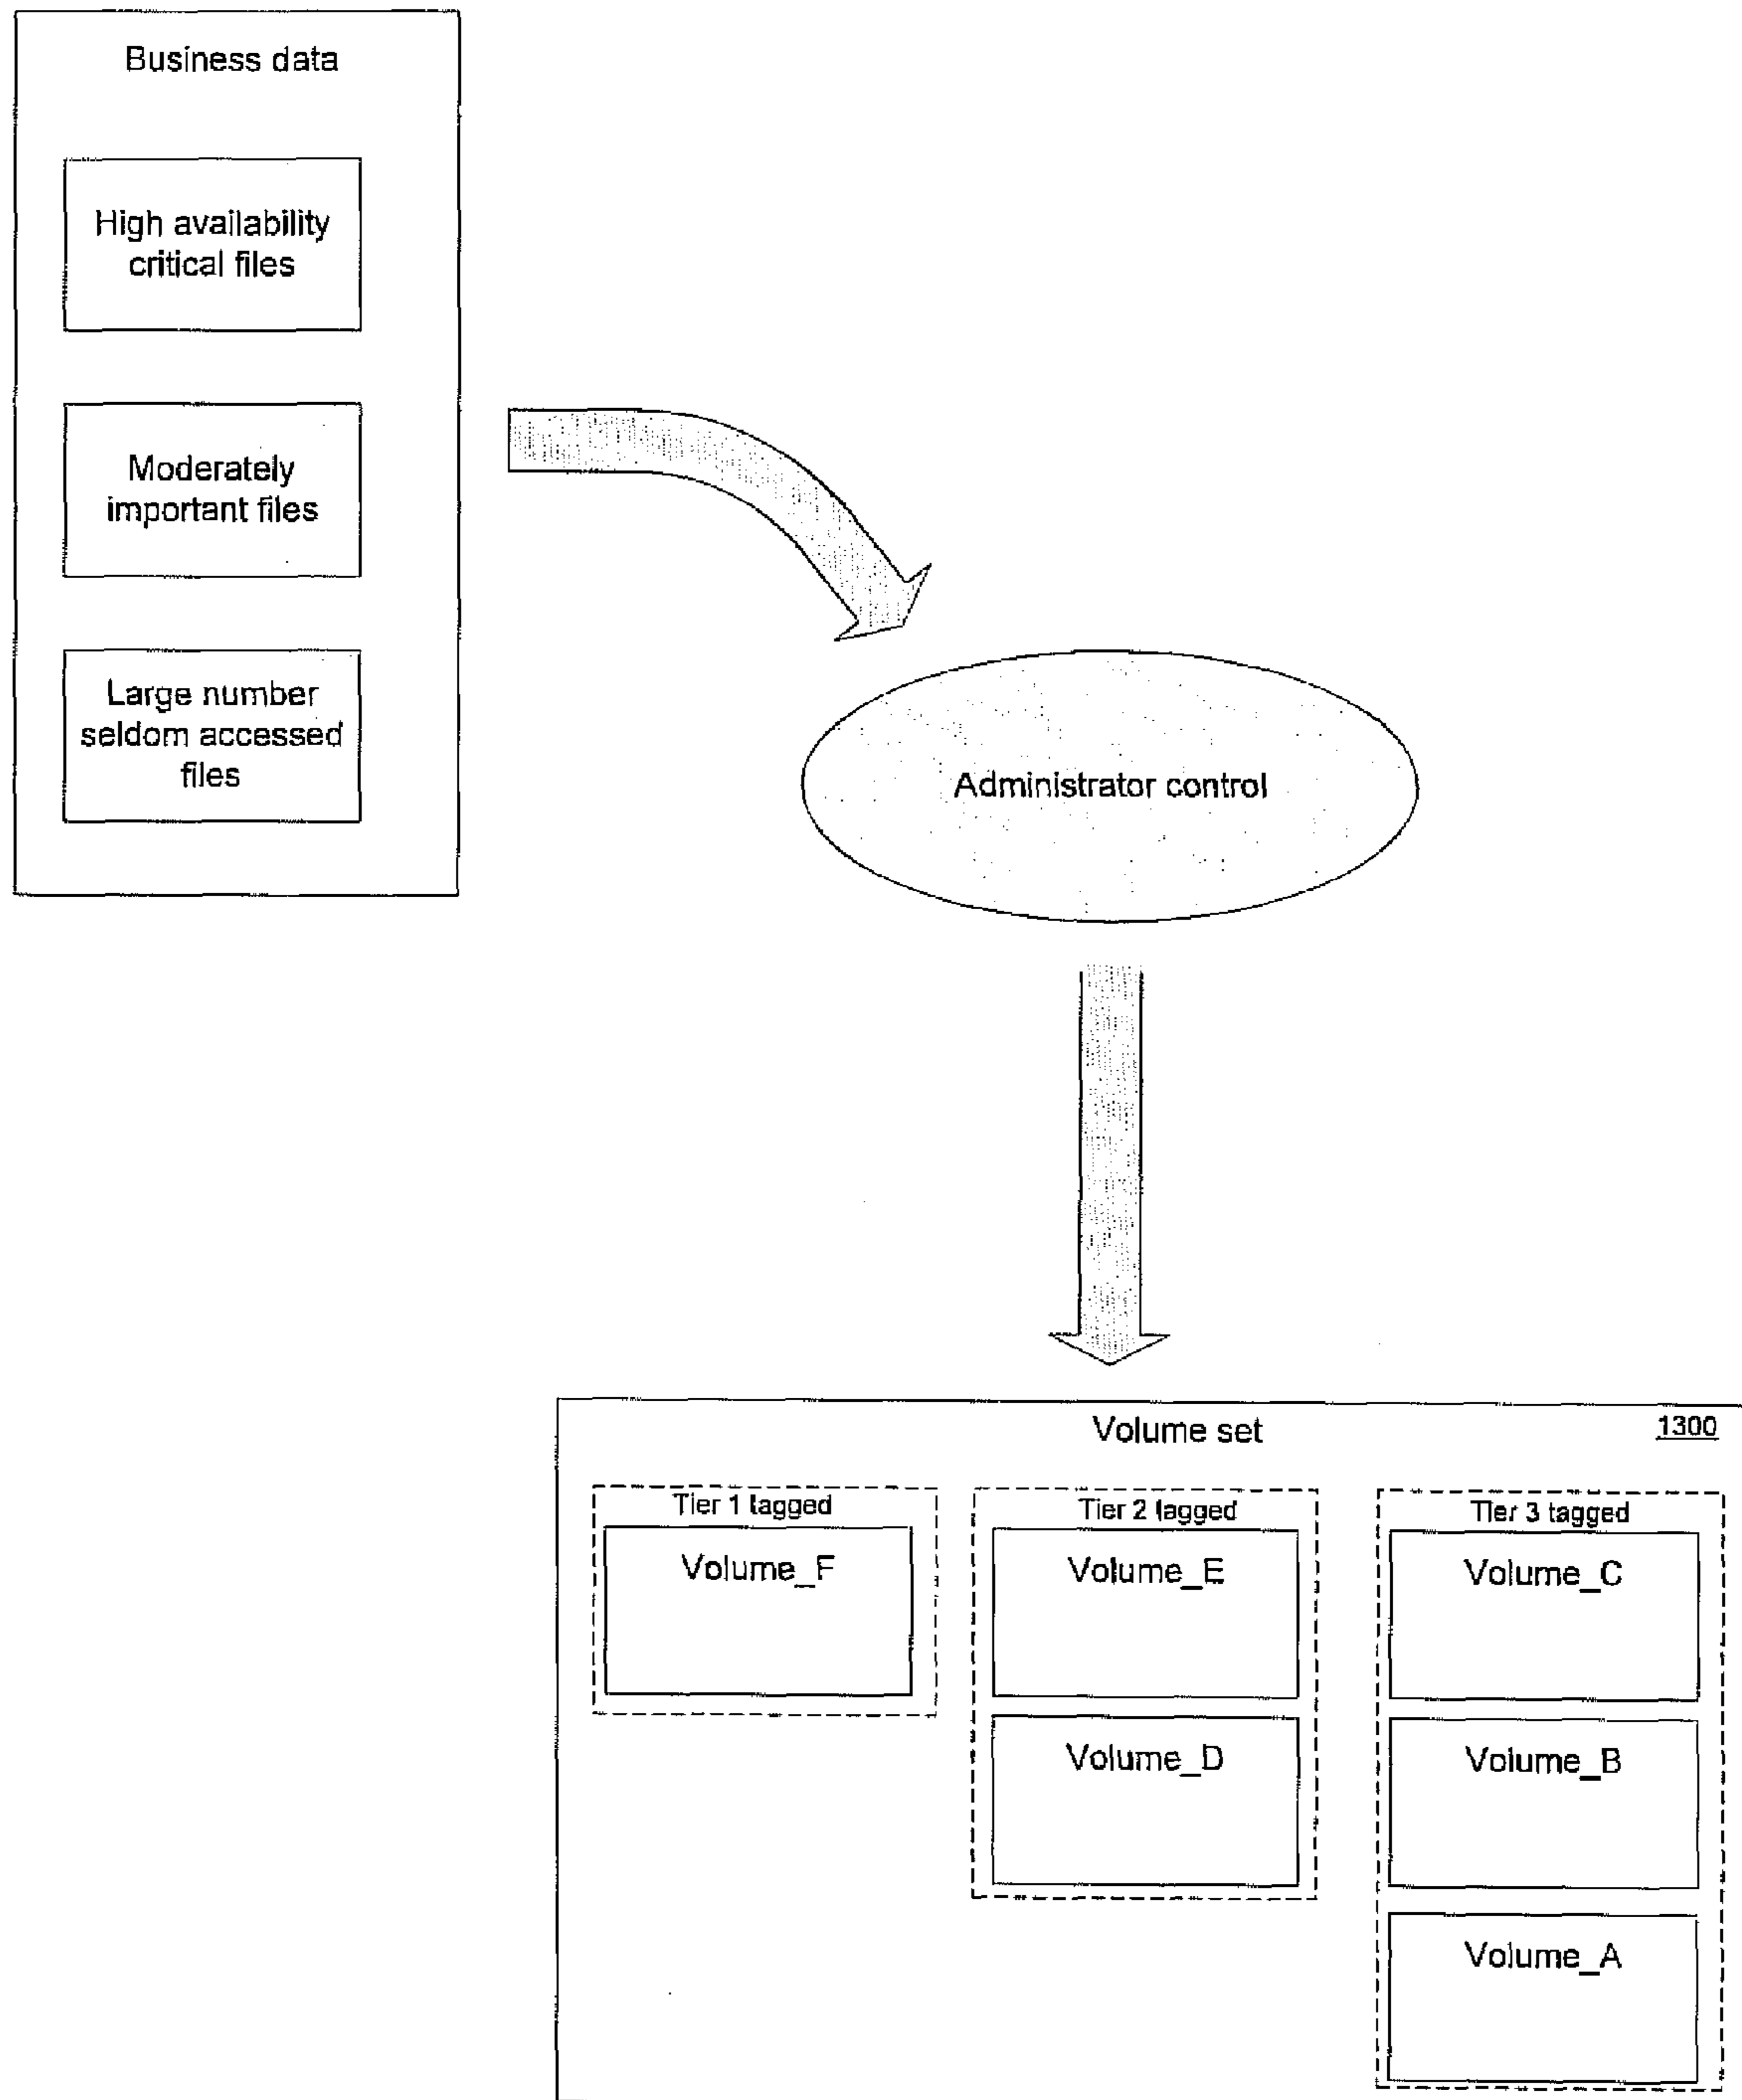 Business data
High availability
critical files
Moderately
important files
Large number
seldom accessed
files
Administrator control
Volume set
1300
Tier 1 tagged
Tier 2 tagged
Tier 3 tagged
Volume_F
Volume_E
Volume_C
Volume_D
Volume_B
Volume_A